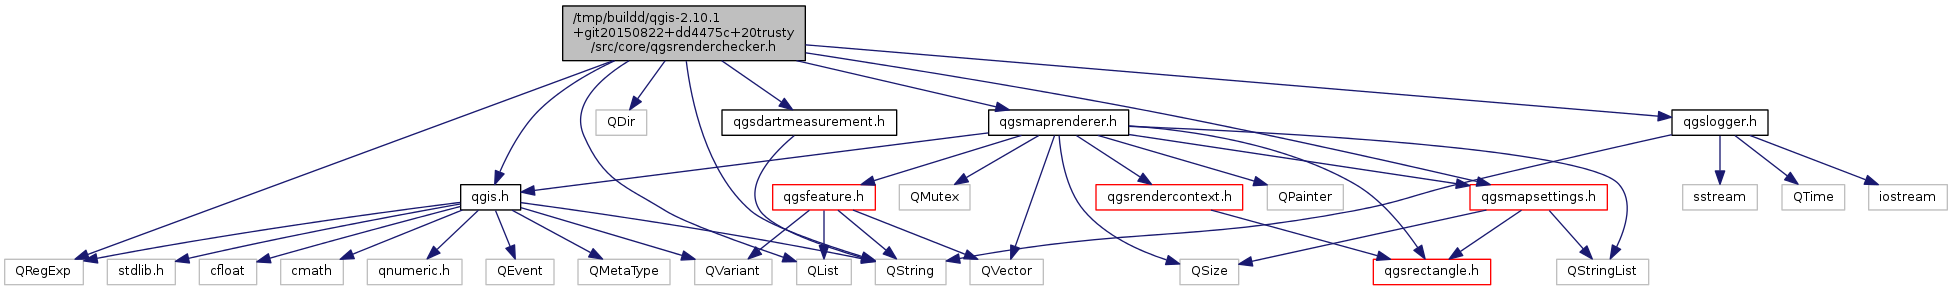 /tmp/buildd/qgis-2.10.1
+git20150822+dd4475c+20trusty
/src/core/qgsrenderchecker.h
QDir
qgsdartmeasurement.h
qgsmaprenderer.h
qgslogger.h
qgis.h
qgsfeature.h
QMutex
qgsrendercontext.h
QPainter
qgsmapsettings.h
sstream
QTime
iostream
QRegExp
stdlib.h
cfloat
cmath
qnumeric.h
QEvent
QMetaType
QVariant
QList
QString
QVector
QSize
qgsrectangle.h
QStringList